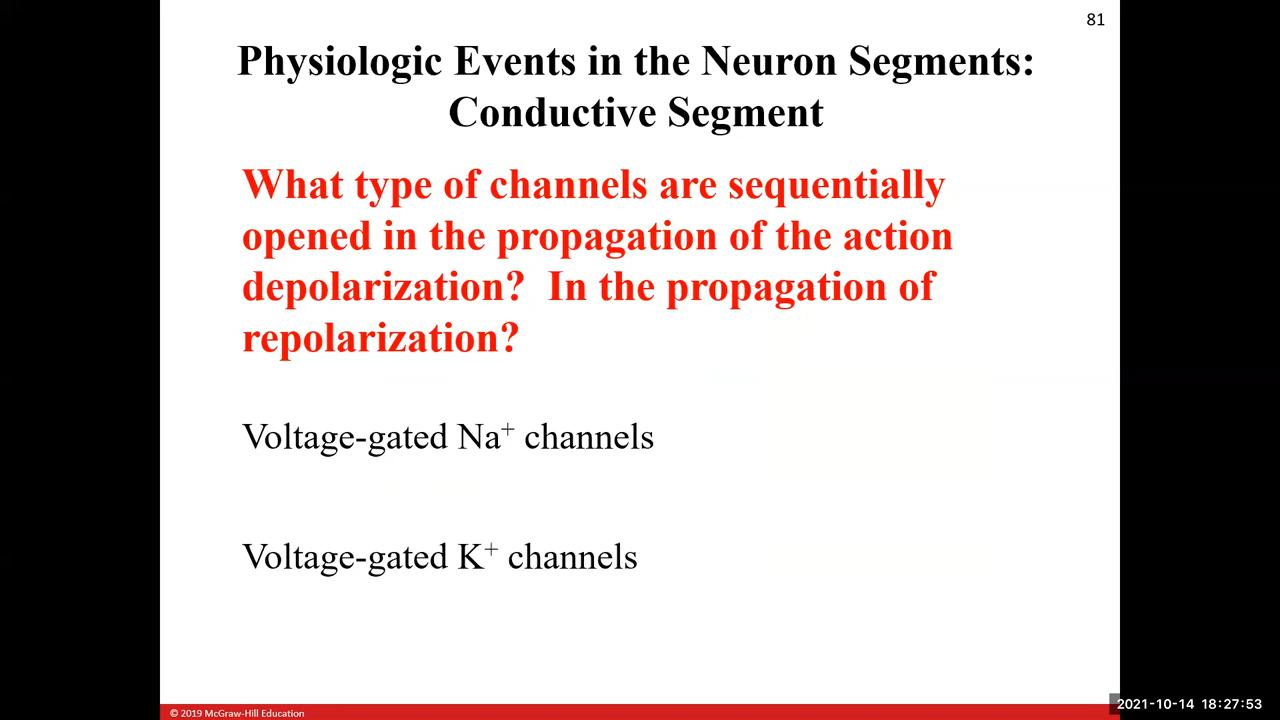 81
Physiologic Events in the Neuron Segments:
Conductive Segment
What type of channels are sequentially
opened in the propagation of the action
depolarization?  In the propagation of
repolarization?
Voltage-gated Na⁺ channels
Voltage-gated K⁺ channels
© 2019 McGraw-Hill Education
2021-10-14 18:27:53